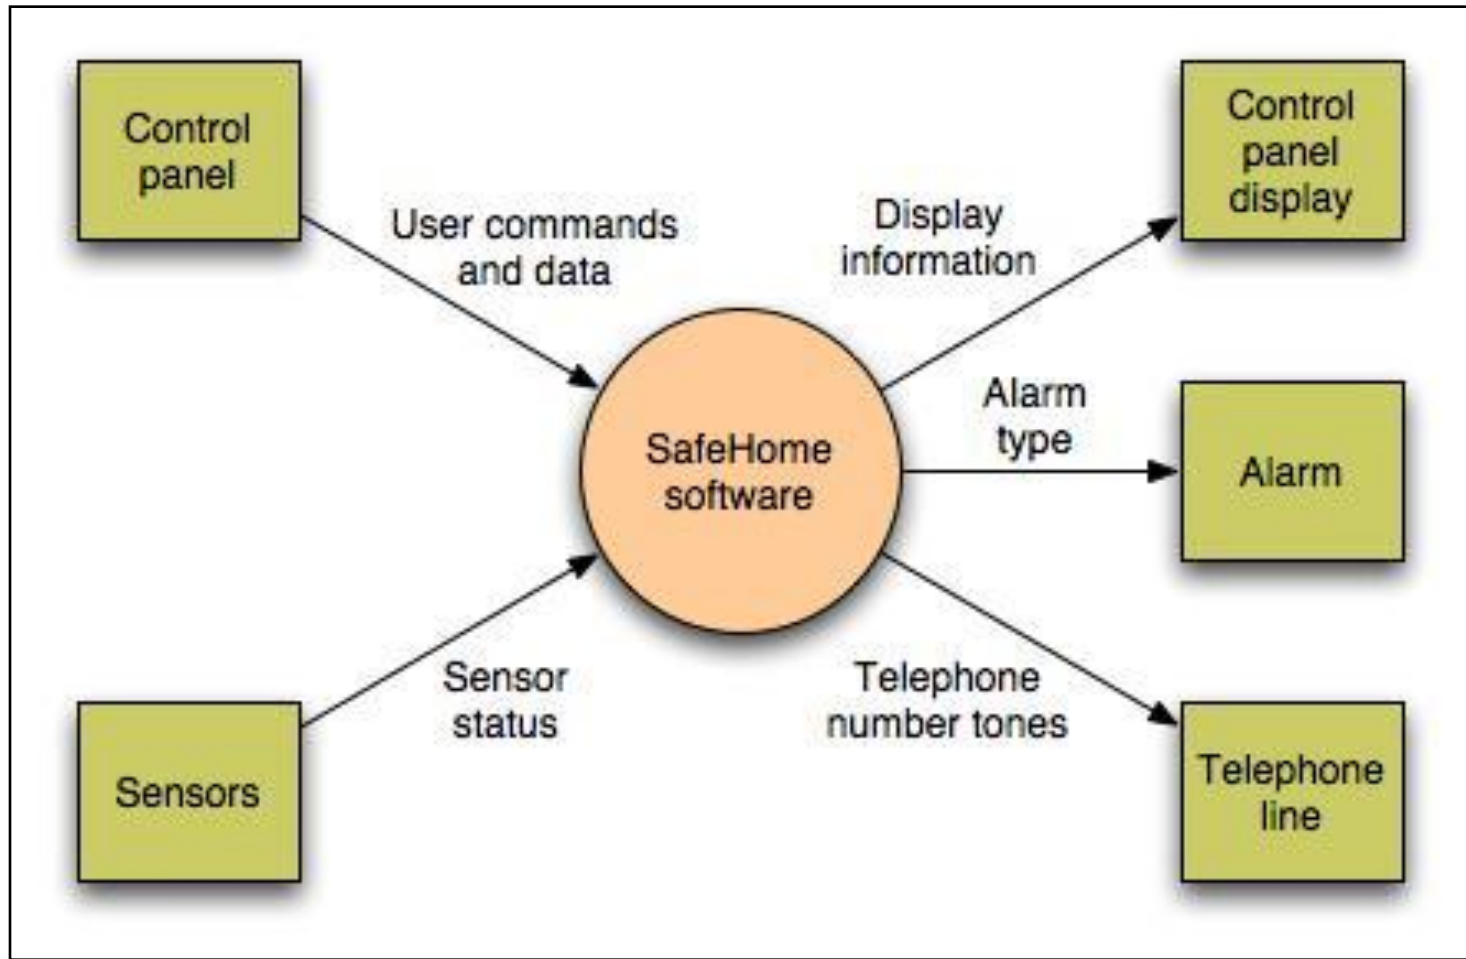 Control
panel
User commands
and data
Display
information
Control
panel
display
SafeHome
software
Alarm
type
Alarm
Sensor
status
Sensors
Telephone
number tones
Telephone
line